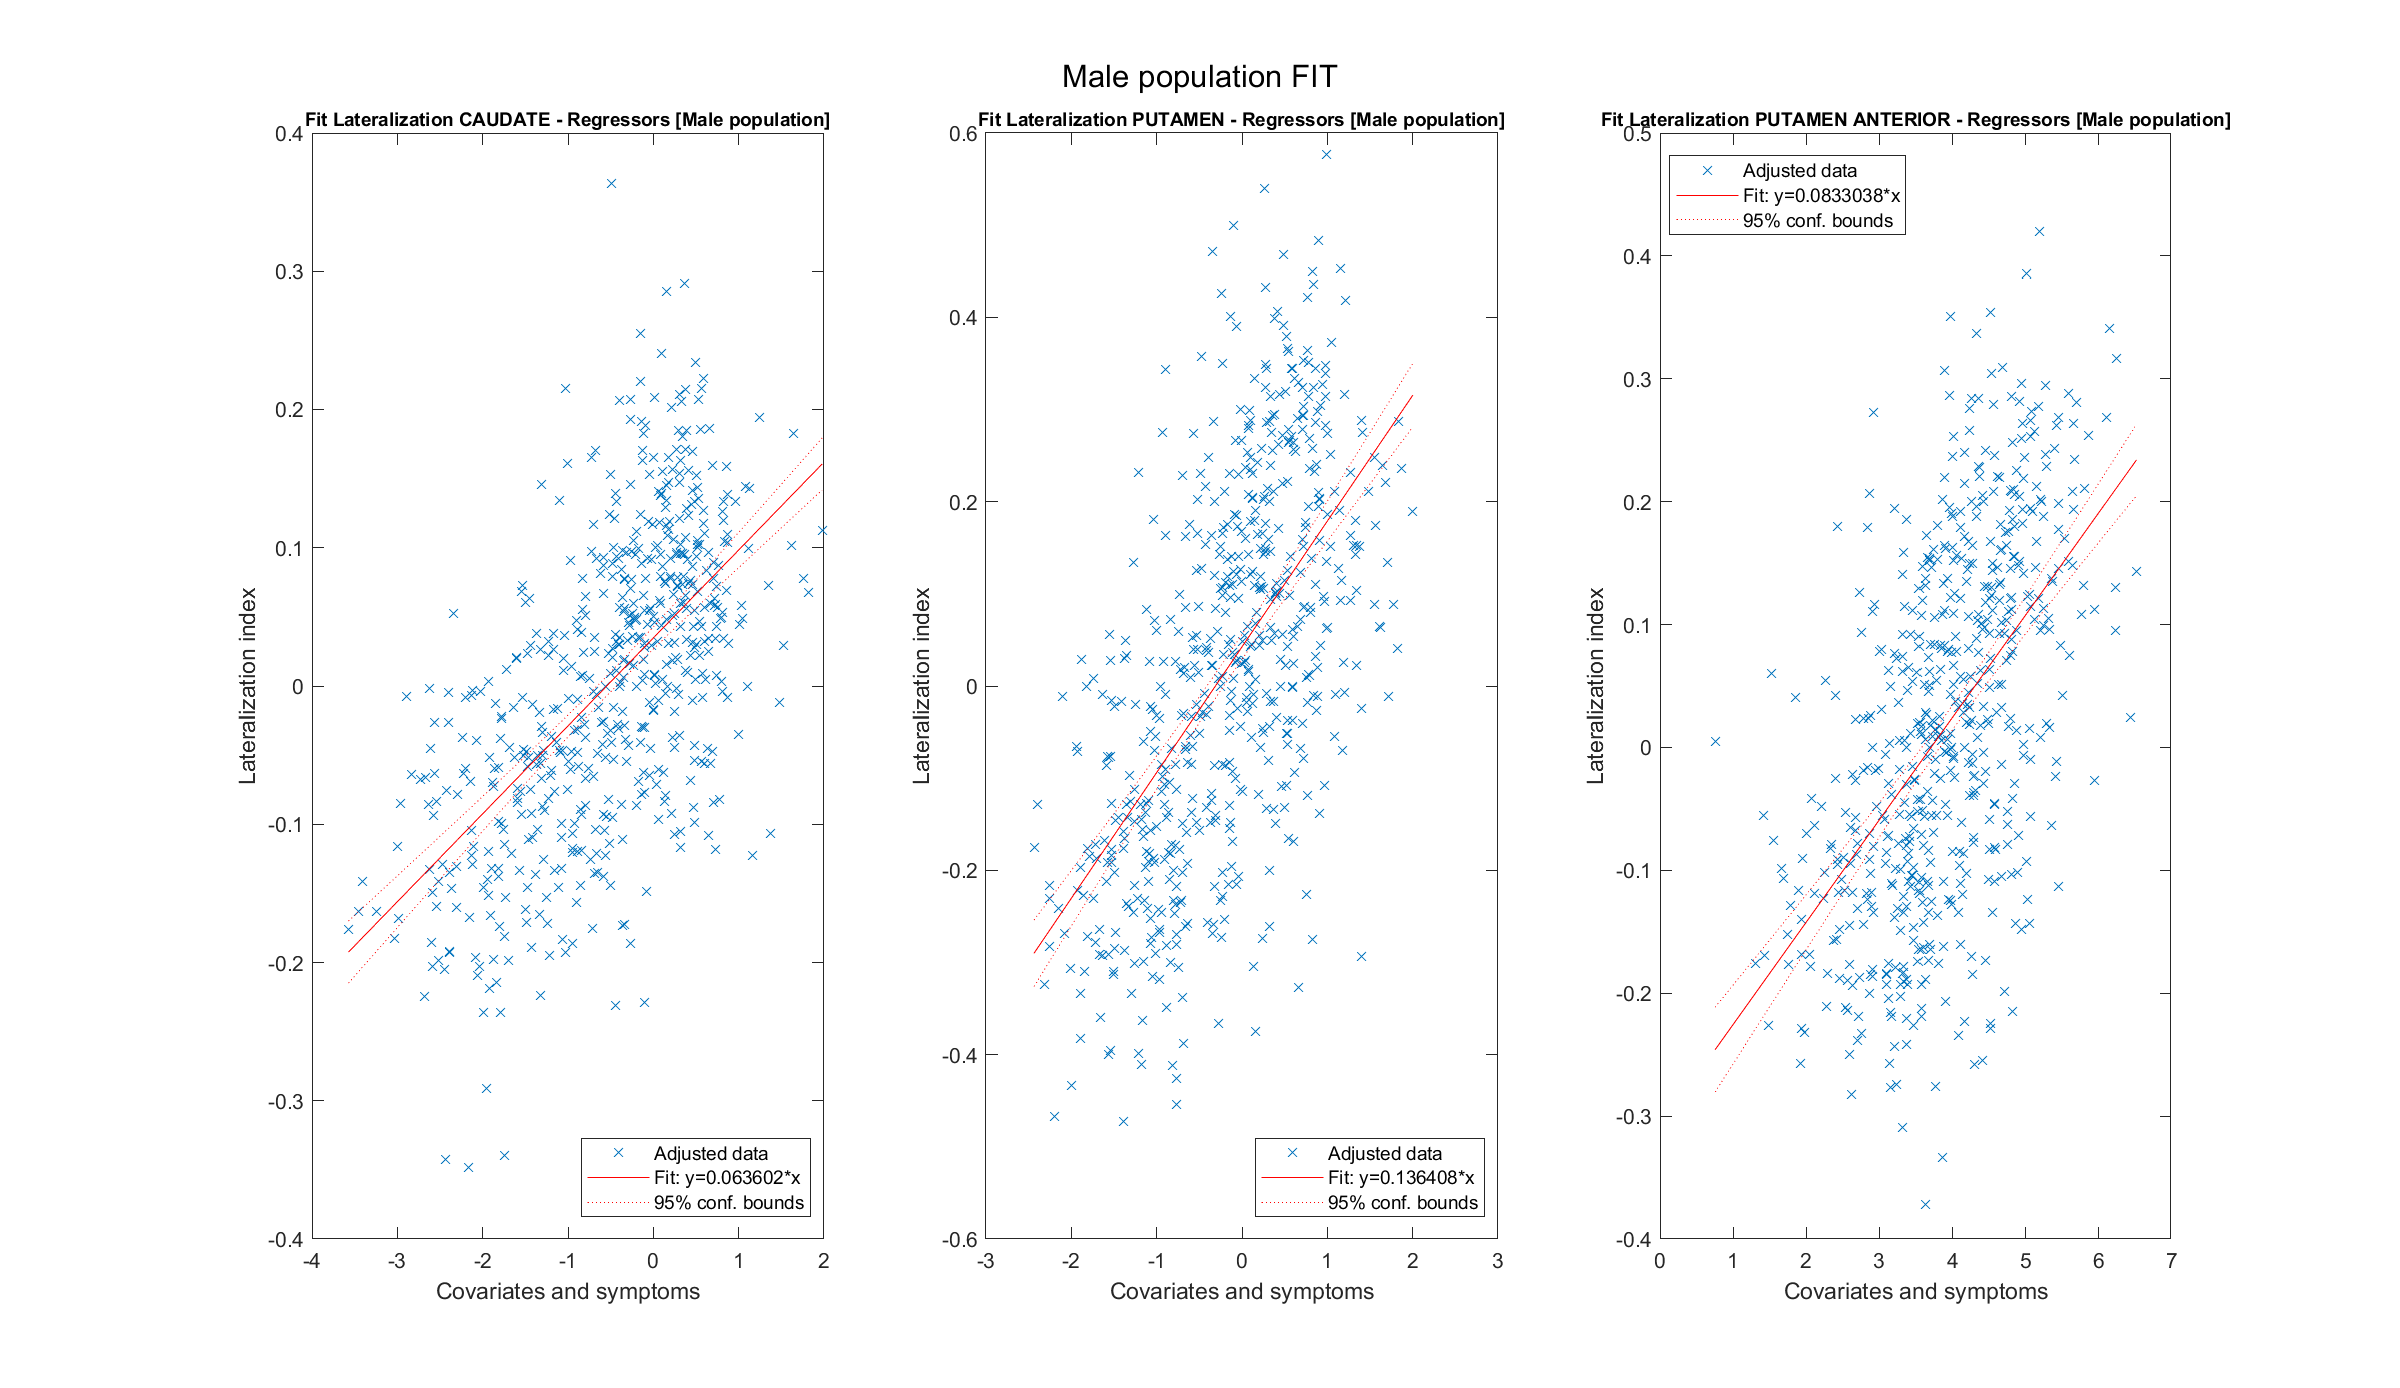 Male population FIT
Fit Lateralization CAUDATE - Regressors [Male population]
0.4
0.3
0.2
0.1
0
-0.1
-0.2
-0.3
-0.4
Lateralization index
-4 -3 -2 -1 0 1 2
Covariates and symptoms
Adjusted data
Fit: y=0.063602*x
95% conf. bounds
Fit Lateralization PUTAMEN - Regressors [Male population]
0.6
0.4
0.2
0
-0.2
-0.4
-0.6
Lateralization index
-3 -2 -1 0 1 2 3
Covariates and symptoms
Adjusted data
Fit: y=0.136408*x
95% conf. bounds
Fit Lateralization PUTAMEN ANTERIOR - Regressors [Male population]
0.5
0.4
0.3
0.2
0.1
0
-0.1
-0.2
-0.3
-0.4
Lateralization index
0 1 2 3 4 5 6 7
Covariates and symptoms
Adjusted data
Fit: y=0.0833038*x
95% conf. bounds